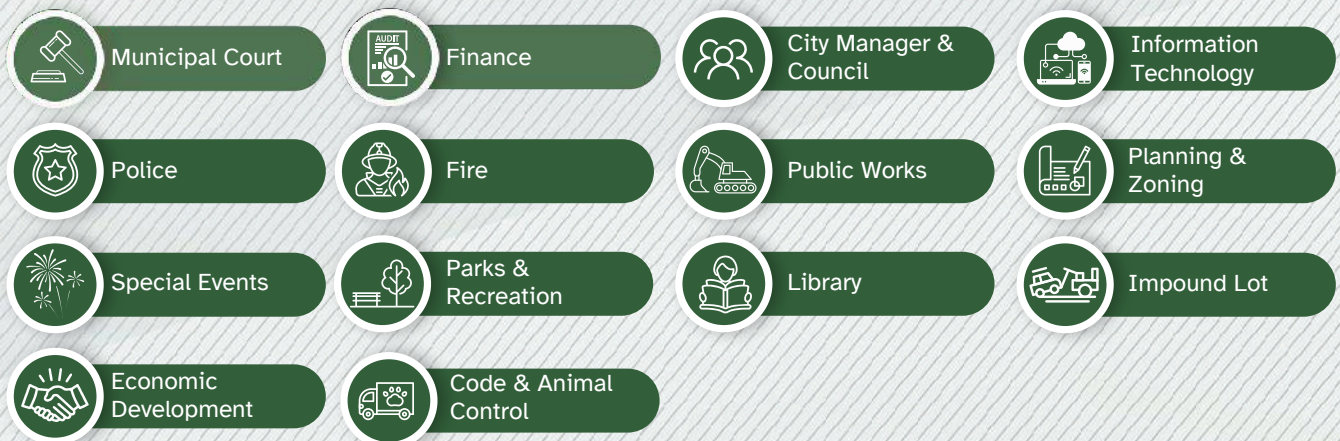 Municipal Court
AUDIT
Finance
City Manager &
Council
Information
Technology
Police
Fire
Public Works
Planning &
Zoning
Special Events
Parks &
Recreation
Library
Impound Lot
Economic
Development
Code & Animal
Control